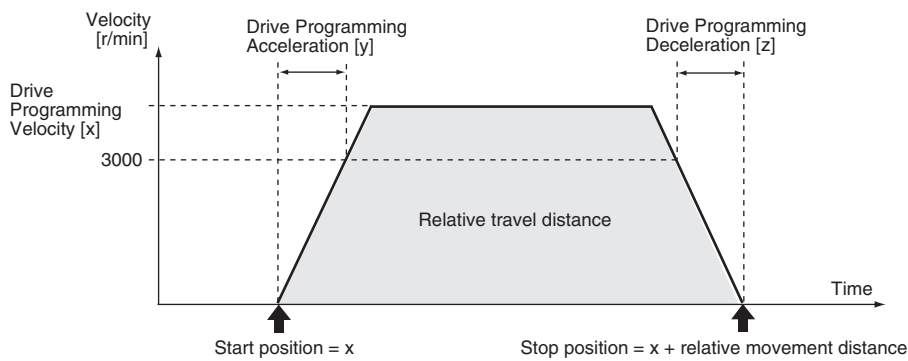 Velocity
[r/min]
Drive Programming
Acceleration [y]
Drive Programming
Deceleration [z]
Drive
Programming
Velocity [x]
3000
Relative travel distance
Time
Start position = x
Stop position = x + relative movement distance